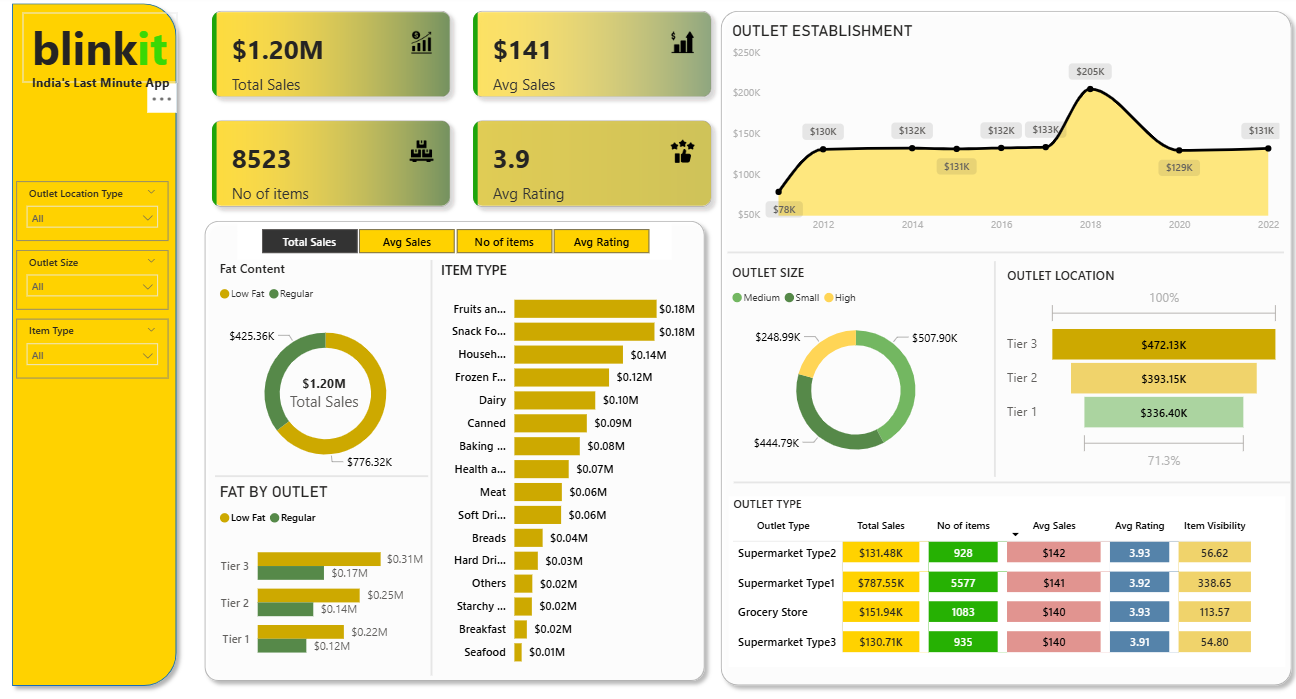 blinkit
India's Last Minute App
Outlet Location Type
All
Outlet Size
All
Item Type
All
$1.20M
Total Sales
$141
Avg Sales
8523
No of items
3.9
Avg Rating
Total Sales Avg Sales No of items Avg Rating
Fat Content
Low Fat Regular
$425.36K
$1.20M
Total Sales
$776.32K
FAT BY OUTLET
Low Fat Regular
Tier 3 $0.31M
$0.17M
Tier 2 $0.25M
$0.14M
Tier 1 $0.22M
$0.12M
ITEM TYPE
Fruits an... $0.18M
Snack Fo... $0.18M
Househ... $0.14M
Frozen F... $0.12M
Dairy $0.10M
Canned $0.09M
Baking ... $0.08M
Health a... $0.07M
Meat $0.06M
Soft Dri... $0.06M
Breads $0.04M
Hard Dri... $0.03M
Others $0.02M
Starchy ... $0.02M
Breakfast $0.02M
Seafood $0.01M
OUTLET ESTABLISHMENT
$250K
$200K
$150K
$100K
$50K
$78K
$130K
$132K
$131K
$132K
$133K
$205K
$129K
$131K
2012 2014 2016 2018 2020 2022
OUTLET SIZE
Medium Small High
$248.99K
$507.90K
$444.79K
OUTLET LOCATION
100%
Tier 3 $472.13K
Tier 2 $393.15K
Tier 1 $336.40K
71.3%
OUTLET TYPE
Outlet Type Total Sales No of items Avg Sales Avg Rating Item Visibility
Supermarket Type2 $131.48K 928 $142 3.93 56.62
Supermarket Type1 $787.55K 5577 $141 3.92 338.65
Grocery Store $151.94K 1083 $140 3.93 113.57
Supermarket Type3 $130.71K 935 $140 3.91 54.80